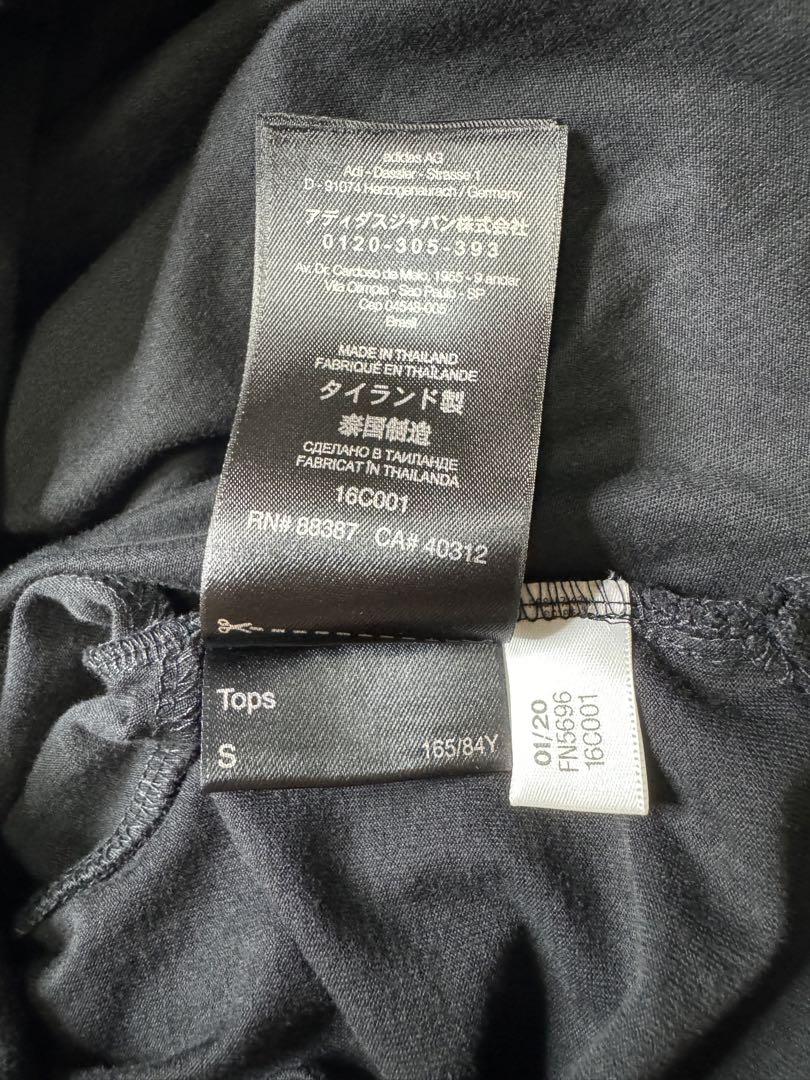 adidas AG
Adi - Dassler - Strasse 1
D - 91074 Herzogenaurach / Germany
アディダスジャパン株式会社
0120-305-393
Av. Dr. Cardoso de Melo, 1955 - 3 andar
Vila Olimpia - Sao Paulo - SP
Cep 04548-005
Brasil
MADE IN THAILAND
FABRIQUÉ EN THAÏLANDE
タイランド製
泰国制造
СДЕЛАНО В ТАИЛАНДЕ
FABRICAT ÎN THAILANDA
16C001
RN# 88387 CA# 40312
Tops
S 165/84Y
01/20
FN5696
16C001